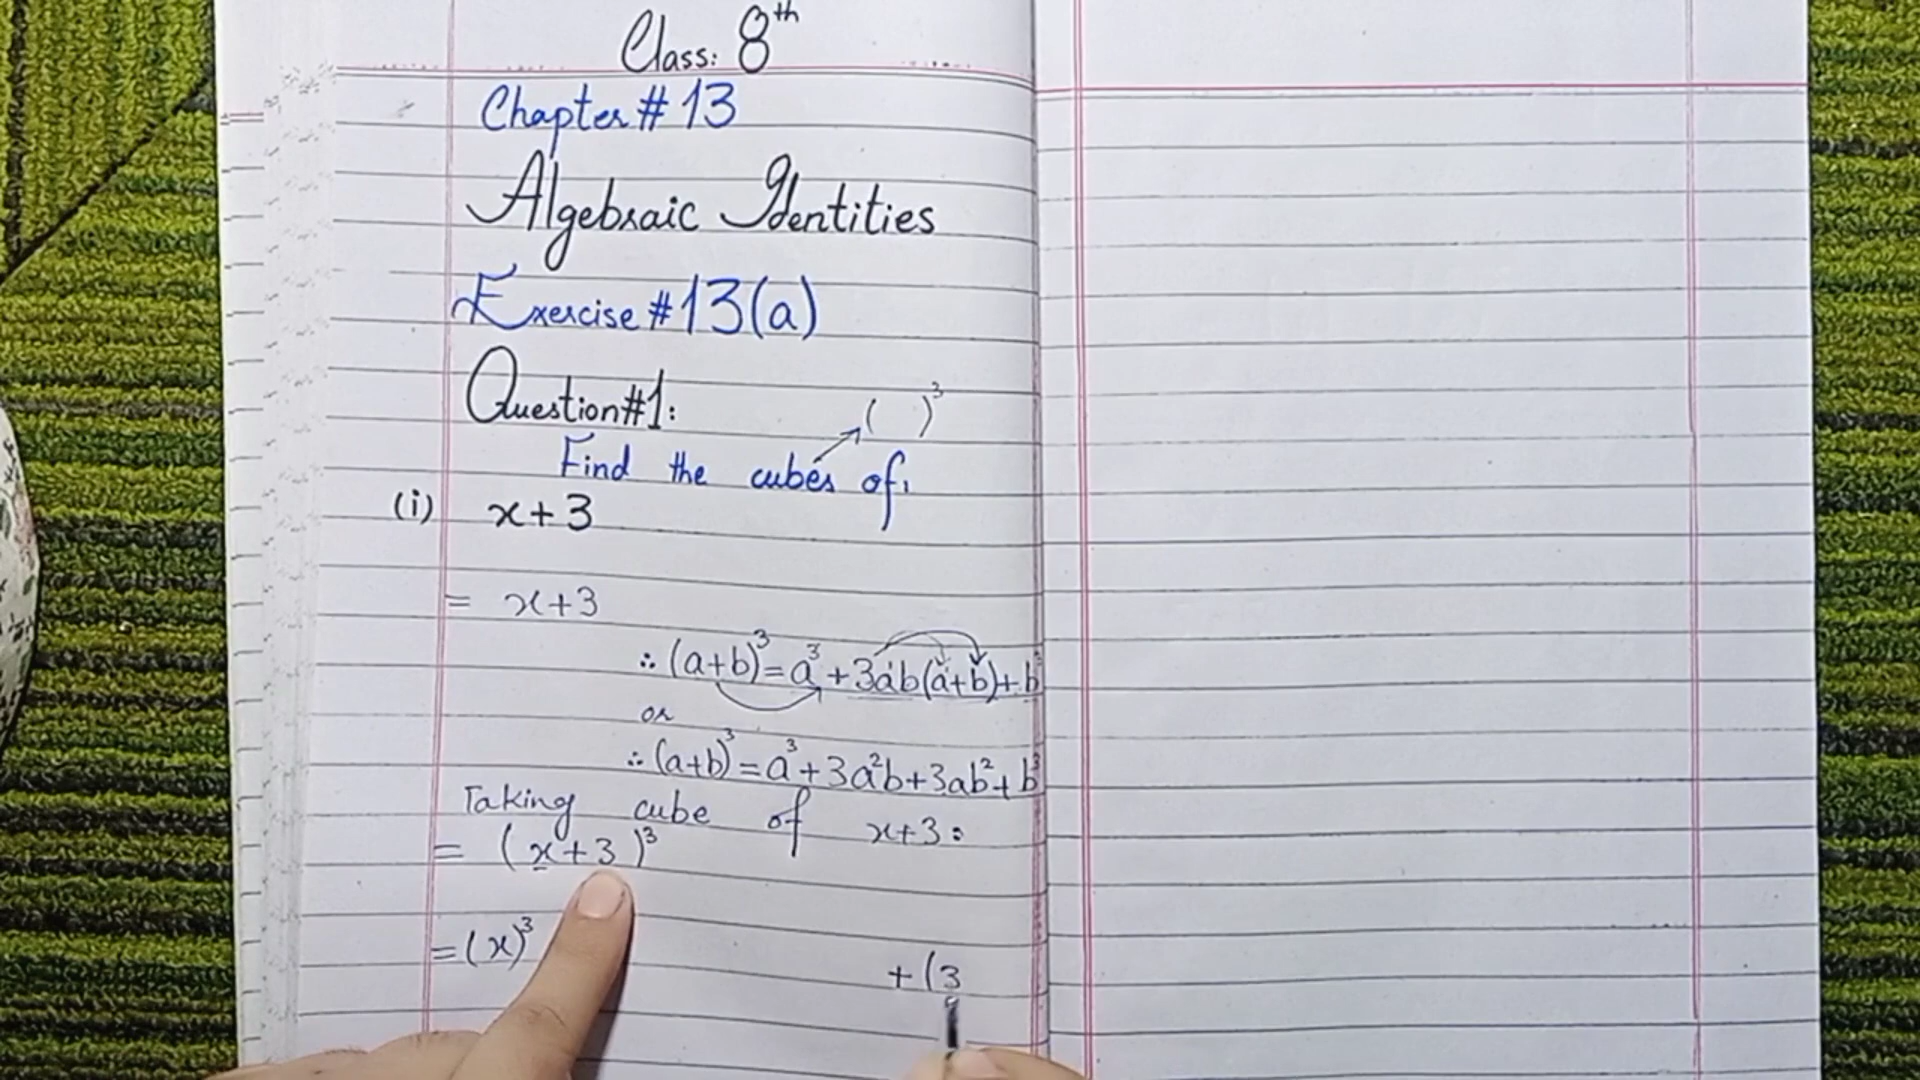 Class: 8th
Chapter # 13
Algebraic Identities
Exercise # 13(a)
Question#1:
( )³
Find the cubes of,
(i) x+3
= x+3
∴ (a+b)³=a³+3ab(a+b)+b³
or
∴ (a+b)³=a³+3a²b+3ab²+b³
Taking cube of x+3:
= (x+3)³
=(x)³ +(3